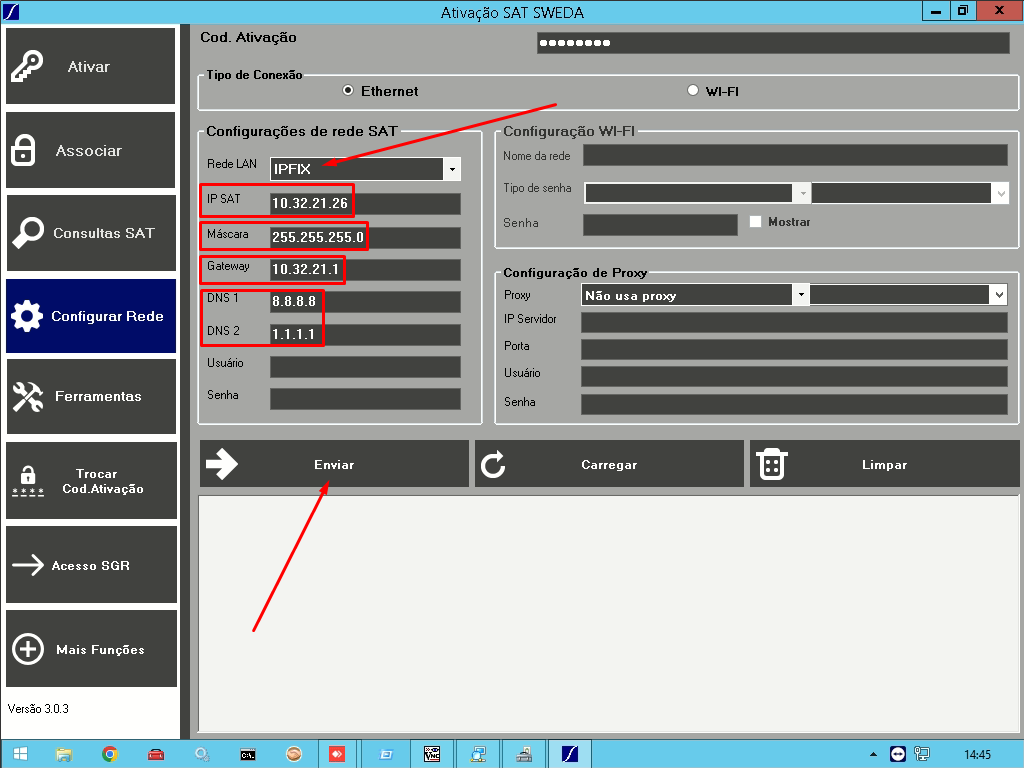 Ativação SAT SWEDA
Ativar
Associar
Consultas SAT
Configurar Rede
Ferramentas
Trocar
Cod.Ativação
Acesso SGR
Mais Funções
Versão 3.0.3
Cod. Ativação
Tipo de Conexão
Ethernet
WI-FI
Configurações de rede SAT
Rede LAN
IPFIX
IP SAT
10.32.21.26
Máscara
255.255.255.0
Gateway
10.32.21.1
DNS 1
8.8.8.8
DNS 2
1.1.1.1
Usuário
Senha
Configuração WI-FI
Nome da rede
Tipo de senha
Senha
Mostrar
Configuração de Proxy
Proxy
Não usa proxy
IP Servidor
Porta
Usuário
Senha
Enviar
Carregar
Limpar
14:45